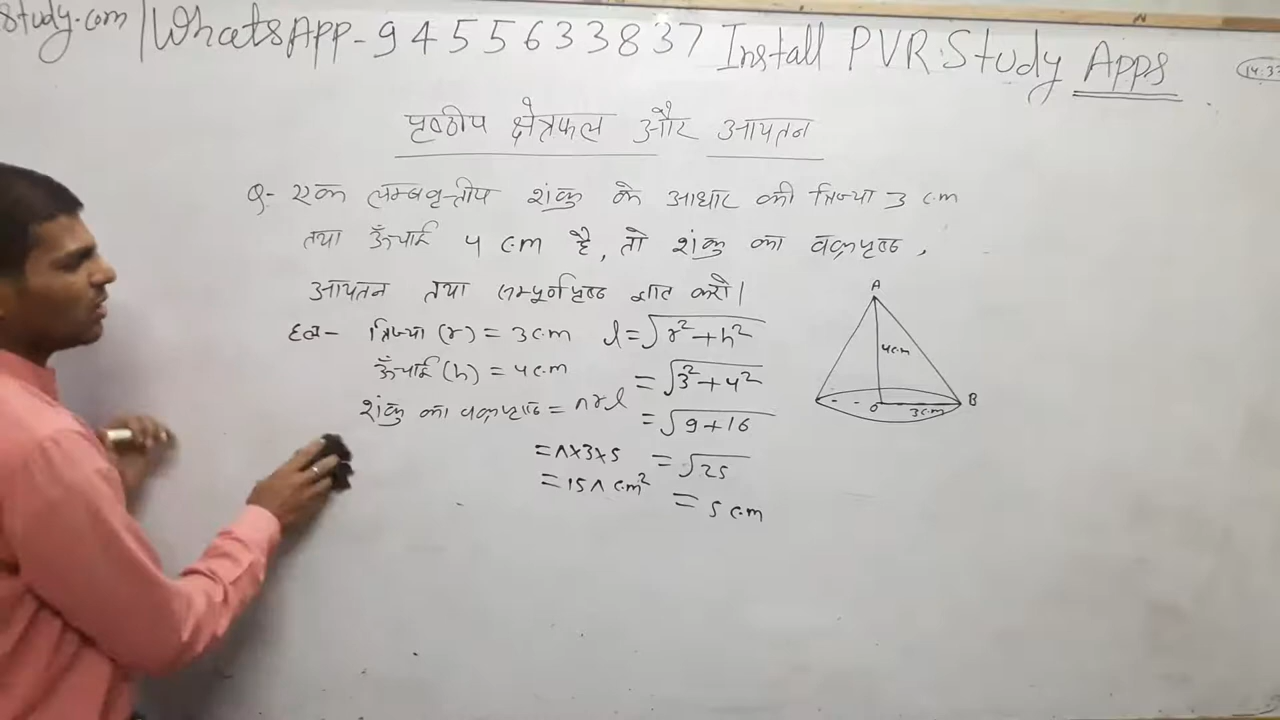 Study.com | WhatsApp - 9455633837 Install PVR Study Apps
पृष्ठीय क्षेत्रफल और आयतन
Q- एक लम्बवृत्तीय शंकु के आधार की त्रिज्या 3 cm
तथा ऊँचाई 4 cm है, तो शंकु का वक्रपृष्ठ,
आयतन तथा सम्पूर्णपृष्ठ ज्ञात करो।
हल- त्रिज्या (r) = 3 cm l = √r²+h²
ऊँचाई (h) = 4 cm = √3²+4²
शंकु का वक्रपृष्ठ = πrl = √9+16
= π×3×5 = √25
= 15π cm² = 5 cm
A
4cm
O 3cm B